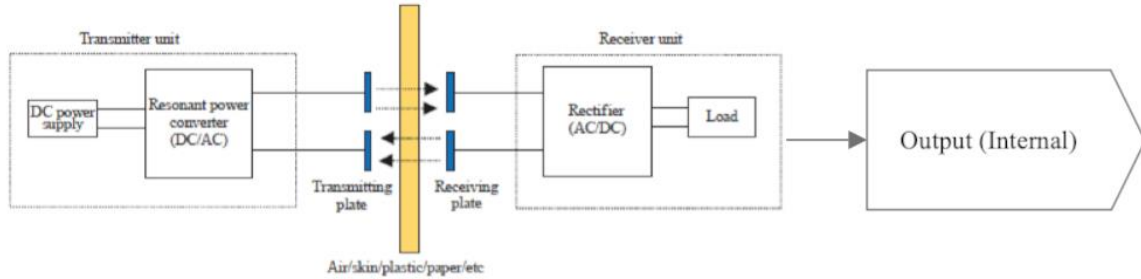 Transmitter unit
Receiver unit
DC power
supply
Resonant power
converter
(DC/AC)
Rectifier
(AC/DC)
Load
Output (Internal)
Transmitting
plate
Receiving
plate
Air/skin/plastic/paper/etc